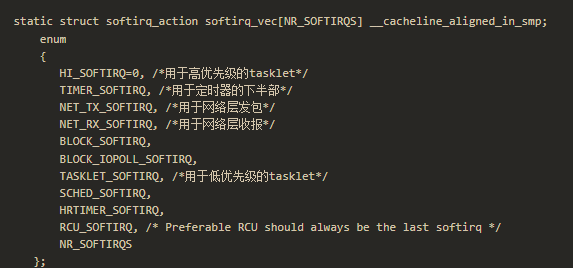 static struct softirq_action softirq_vec[NR_SOFTIRQS] __cacheline_aligned_in_smp;
enum
{
HI_SOFTIRQ=0, /*用于高优先级的tasklet*/
TIMER_SOFTIRQ, /*用于定时器的下半部*/
NET_TX_SOFTIRQ, /*用于网络层发包*/
NET_RX_SOFTIRQ, /*用于网络层收报*/
BLOCK_SOFTIRQ,
BLOCK_IOPOLL_SOFTIRQ,
TASKLET_SOFTIRQ, /*用于低优先级的tasklet*/
SCHED_SOFTIRQ,
HRTIMER_SOFTIRQ,
RCU_SOFTIRQ, /* Preferable RCU should always be the last softirq */
NR_SOFTIRQS
};